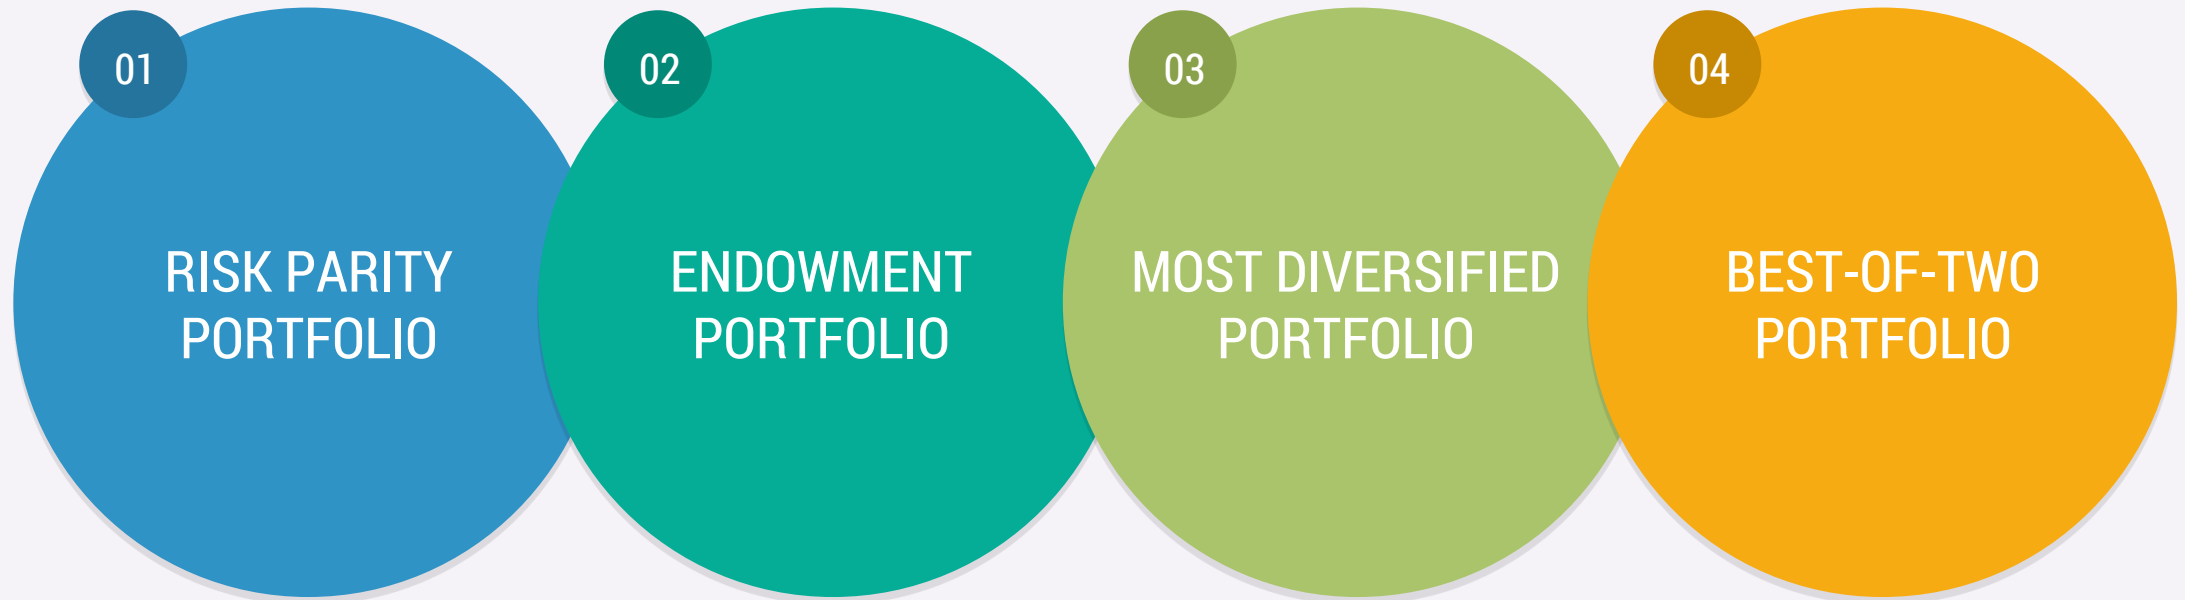 01
RISK PARITY
PORTFOLIO
02
ENDOWMENT
PORTFOLIO
03
MOST DIVERSIFIED
PORTFOLIO
04
BEST-OF-TWO
PORTFOLIO